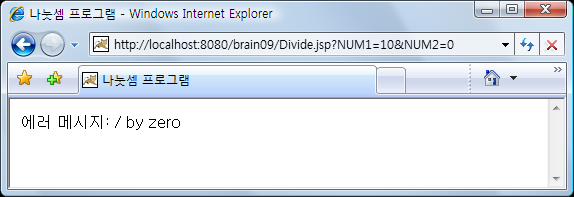 나눗셈 프로그램 - Windows Internet Explorer
http://localhost:8080/brain09/Divide.jsp?NUM1=10&NUM2=0
나눗셈 프로그램
에러 메시지: / by zero